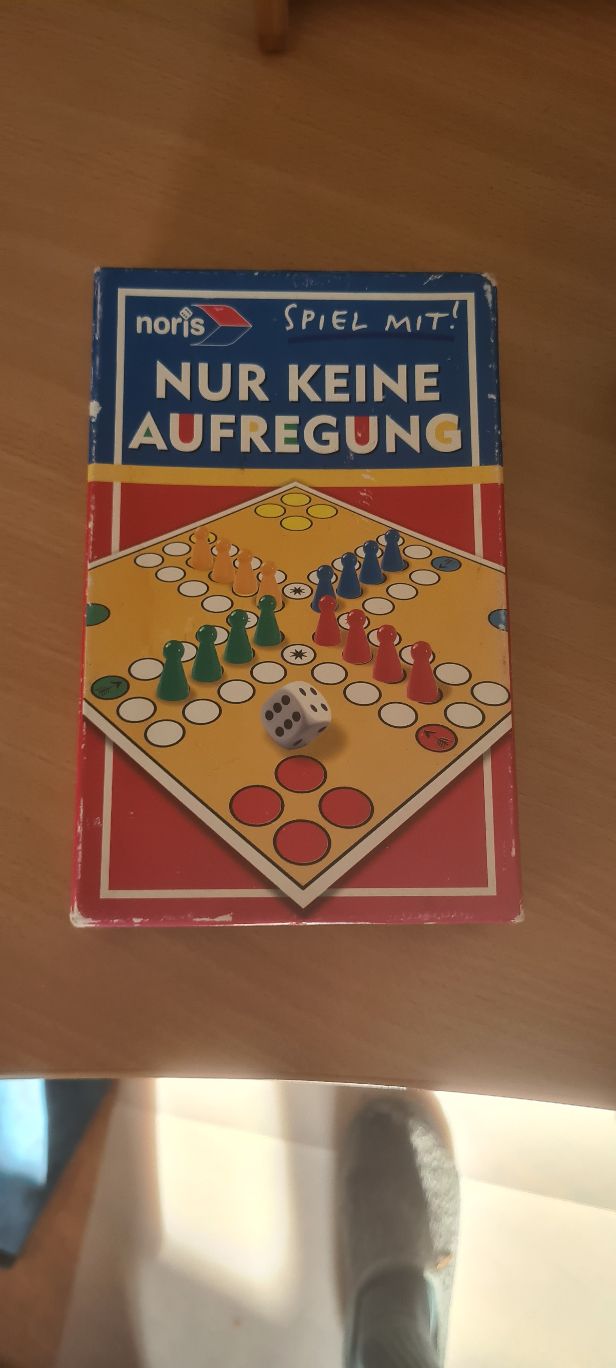 noris
SPIEL MIT!
NUR KEINE
AUFREGUNG